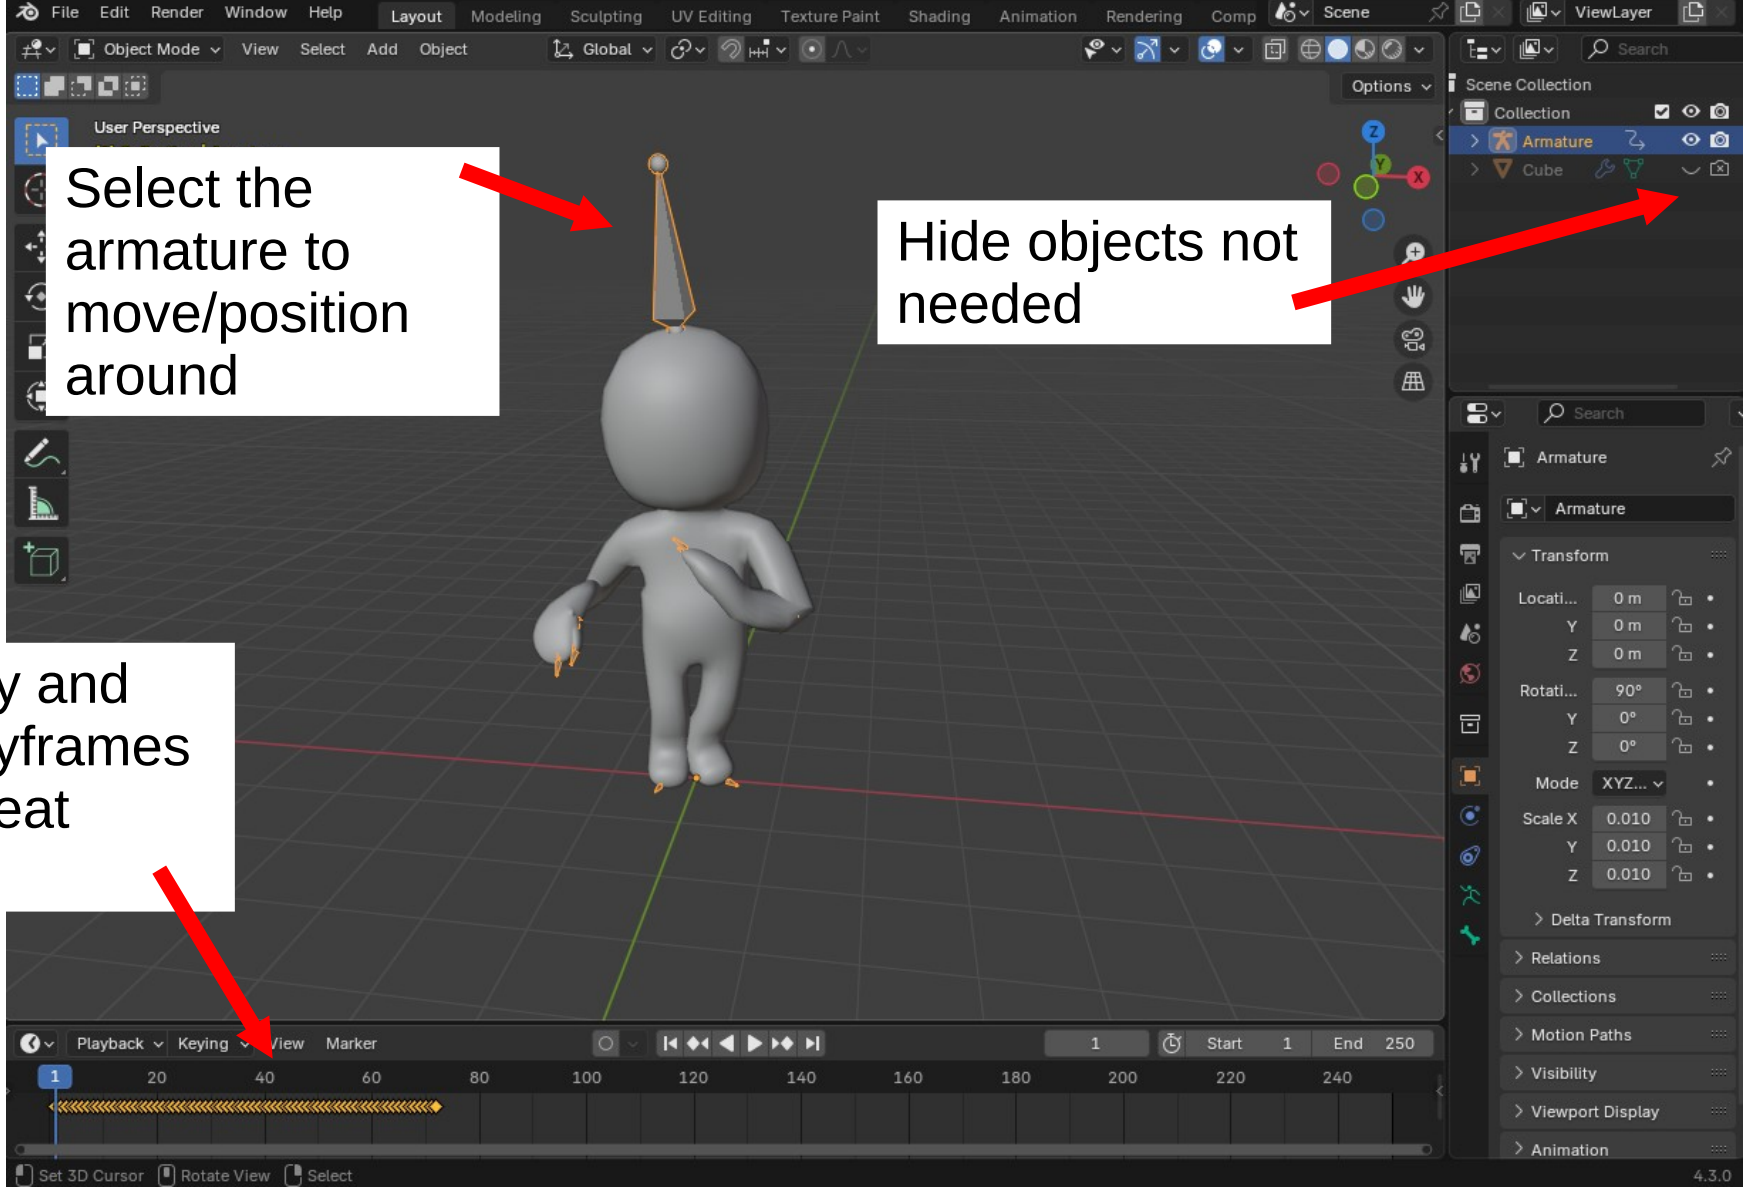 File Edit Render Window Help Layout Modeling Sculpting UV Editing Texture Paint Shading Animation Rendering Comp Scene ViewLayer
Object Mode View Select Add Object Global Search
Options
Scene Collection
Collection
Armature
Cube
User Perspective
Select the
armature to
move/position
around
Hide objects not
needed
Search
Armature
Armature
Transform
Locati... 0 m
Y 0 m
Z 0 m
Rotati... 90°
Y 0°
Z 0°
Mode XYZ...
Scale X 0.010
Y 0.010
Z 0.010
Delta Transform
Relations
Collections
Motion Paths
Visibility
Viewport Display
Animation
y and
yframes
eat
Playback Keying View Marker 1 Start 1 End 250
1 20 40 60 80 100 120 140 160 180 200 220 240
Set 3D Cursor Rotate View Select 4.3.0
Z
Y
X